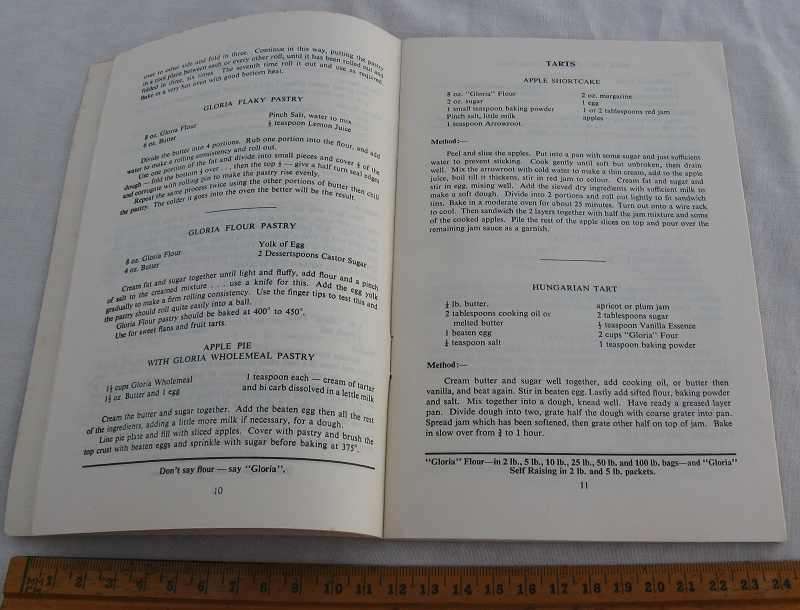 over to other side and fold in three. Continue in this way, putting the pastry
in a cool place between each or every other roll, until it has been rolled out and
folded in three, six times. The seventh time roll it out and use as required.
Bake in a very hot oven with good bottom heat.
GLORIA FLAKY PASTRY
8 oz. Gloria Flour
6 oz. Butter
Pinch Salt, water to mix
½ teaspoon Lemon Juice
Divide the butter into 4 portions. Rub one portion into the flour, and add
water to make a rolling consistency and roll out.
Use one portion of the fat and divide into small pieces and cover ⅔ of the
dough — fold the bottom ⅓ over . . . then the top ⅓ — give a half turn seal edges
and corrugate with rolling pin to make the pastry rise evenly.
Repeat the same process twice using the other portions of butter then chill
the pastry. The colder it goes into the oven the better will be the result.
GLORIA FLOUR PASTRY
8 oz. Gloria Flour
4 oz. Butter
Yolk of Egg
2 Dessertspoons Castor Sugar
Cream fat and sugar together until light and fluffy, add flour and a pinch
of salt to the creamed mixture . . . . use a knife for this. Add the egg yolk
gradually to make a firm rolling consistency. Use the finger tips to test this and
the pastry should roll quite easily into a ball.
Gloria Flour pastry should be baked at 400° to 450°.
Use for sweet flans and fruit tarts.
APPLE PIE
WITH GLORIA WHOLEMEAL PASTRY
1½ cups Gloria Wholemeal
1½ oz. Butter and 1 egg
1 teaspoon each — cream of tartar
and bi carb dissolved in a lettle milk
Cream the butter and sugar together. Add the beaten egg then all the rest
of the ingredients, adding a little more milk if necessary, for a dough.
Line pie plate and fill with sliced apples. Cover with pastry and brush the
top crust with beaten eggs and sprinkle with sugar before baking at 375°.
Don't say flour — say "Gloria".
10
TARTS
APPLE SHORTCAKE
8 oz. "Gloria" Flour
2 oz. sugar
1 small teaspoon baking powder
Pinch salt, little milk
1 teaspoon Arrowroot.
2 oz. margarine
1 egg
1 or 2 tablespoons red jam
apples
Method:—
Peel and slice the apples. Put into a pan with some sugar and just sufficient
water to prevent sticking. Cook gently until soft but unbroken, then drain
well. Mix the arrowroot with cold water to make a thin cream, add to the apple
juice, boil till it thickens, stir in red jam to colour. Cream fat and sugar and
stir in egg, mixing well. Add the sieved dry ingredients with sufficient milk to
make a soft dough. Divide into 2 portions and roll out lightly to fit sandwich
tins. Bake in a moderate oven for about 25 minutes. Turn out onto a wire rack
to cool. Then sandwich the 2 layers together with half the jam mixture and some
of the cooked apples. Pile the rest of the apple slices on top and pour over the
remaining jam sauce as a garnish.
HUNGARIAN TART
¼ lb. butter.
2 tablespoons cooking oil or
melted butter
1 beaten egg
¼ teaspoon salt
apricot or plum jam
2 tablespoons sugar
½ teaspoon Vanilla Essence
2 cups "Gloria" Four
1 teaspoon baking powder
Method:—
Cream butter and sugar well together, add cooking oil, or butter then
vanilla, and beat again. Stir in beaten egg. Lastly add sifted flour, baking powder
and salt. Mix together into a dough, knead well. Have ready a greased layer
pan. Divide dough into two, grate half the dough with coarse grater into pan.
Spread jam which has been softened, then grate other half on top of jam. Bake
in slow over from ¾ to 1 hour.
"Gloria" Flour—in 2 lb., 5 lb., 10 lb., 25 lb., 50 lb. and 100 lb. bags—and "Gloria"
Self Raising in 2 lb. and 5 lb. packets.
11
1 2 3 4 5 6 7 8 9 10 11 12 13 14 15 16 17 18 19 20 21 22 23 24